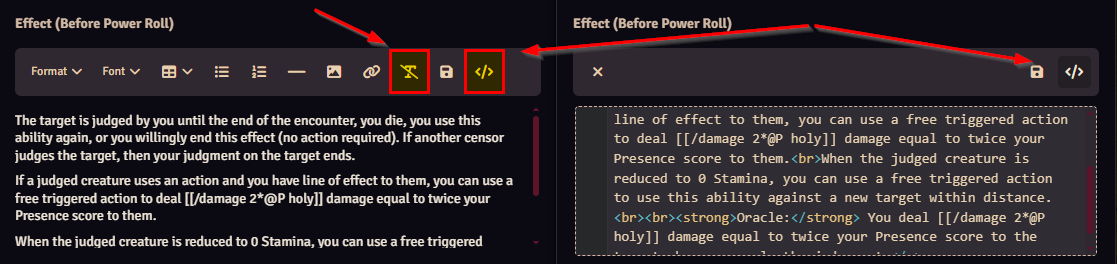 Effect (Before Power Roll)
Format Font
The target is judged by you until the end of the encounter, you die, you use this
ability again, or you willingly end this effect (no action required). If another censor
judges the target, then your judgment on the target ends.
If a judged creature uses an action and you have line of effect to them, you can use a
free triggered action to deal [[/damage 2*@P holy]] damage equal to twice your
Presence score to them.
When the judged creature is reduced to 0 Stamina, you can use a free triggered
Effect (Before Power Roll)
line of effect to them, you can use a free triggered action
to deal [[/damage 2*@P holy]] damage equal to twice your
Presence score to them.<br>When the judged creature is
reduced to 0 Stamina, you can use a free triggered action
to use this ability against a new target within distance.
<br><br><strong>Oracle:</strong> You deal [[/damage 2*@P
holy]] damage equal to twice your Presence score to the